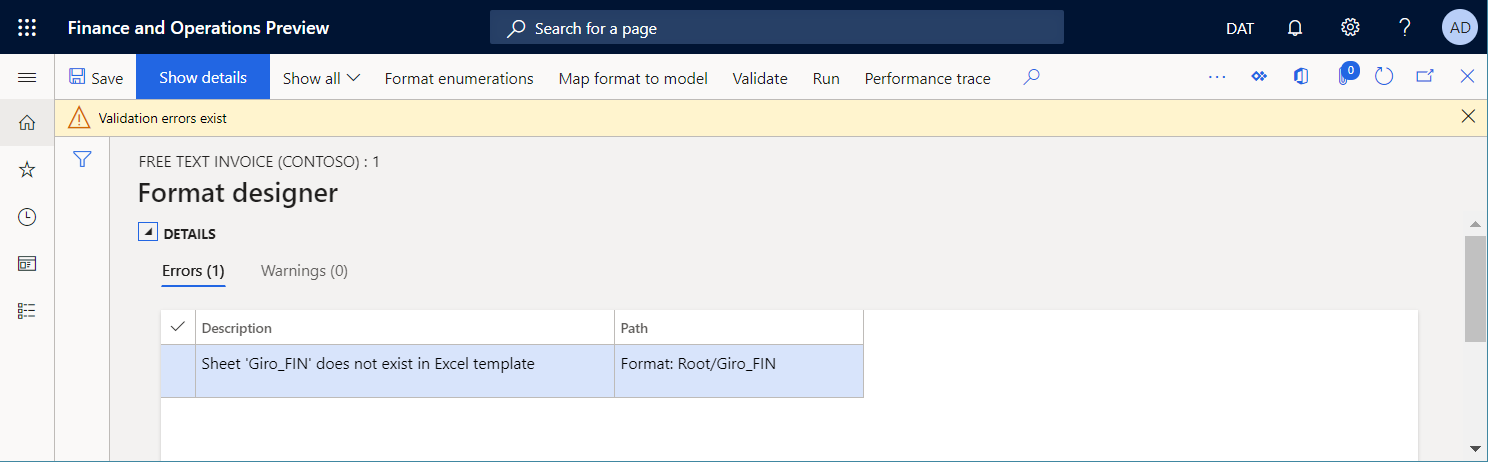 Finance and Operations Preview
Search for a page
DAT
AD
Save
Show details
Show all
Format enumerations
Map format to model
Validate
Run
Performance trace
0
Validation errors exist
FREE TEXT INVOICE (CONTOSO) : 1
Format designer
DETAILS
Errors (1)
Warnings (0)
Description
Path
Sheet 'Giro_FIN' does not exist in Excel template
Format: Root/Giro_FIN